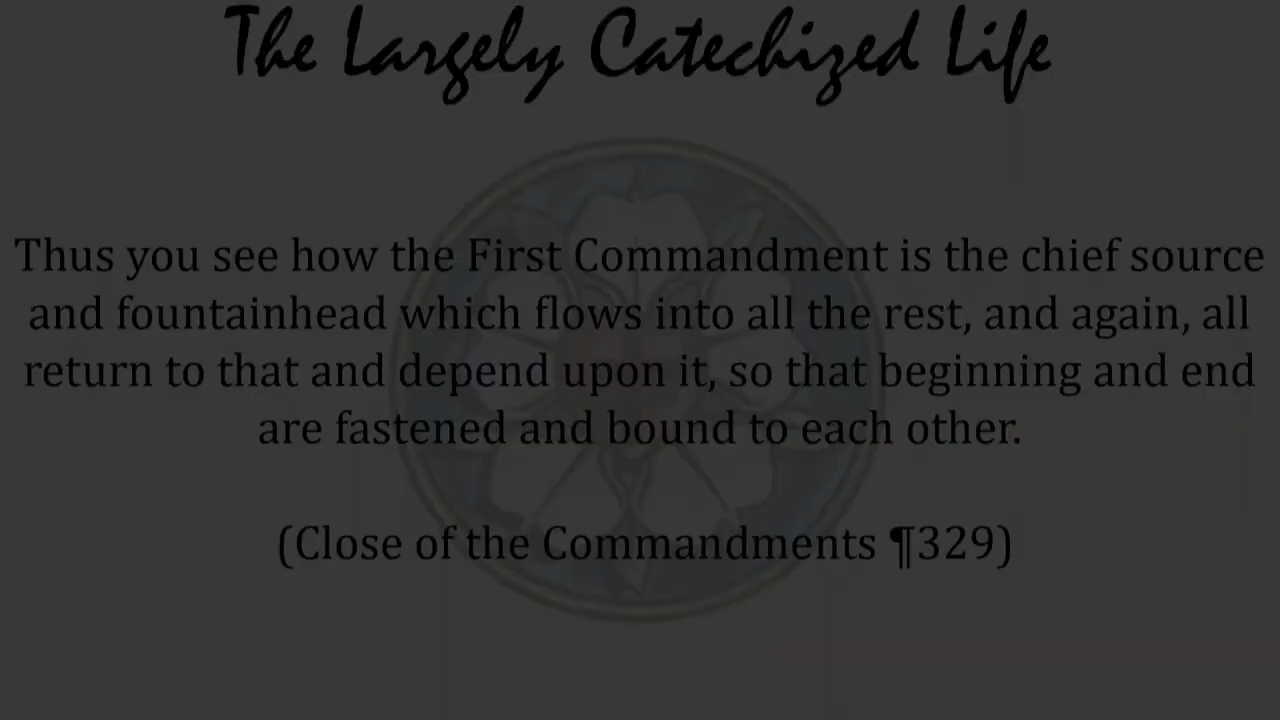 The Largely Catechized Life
Thus you see how the First Commandment is the chief source
and fountainhead which flows into all the rest, and again, all
return to that and depend upon it, so that beginning and end
are fastened and bound to each other.
(Close of the Commandments ¶329)